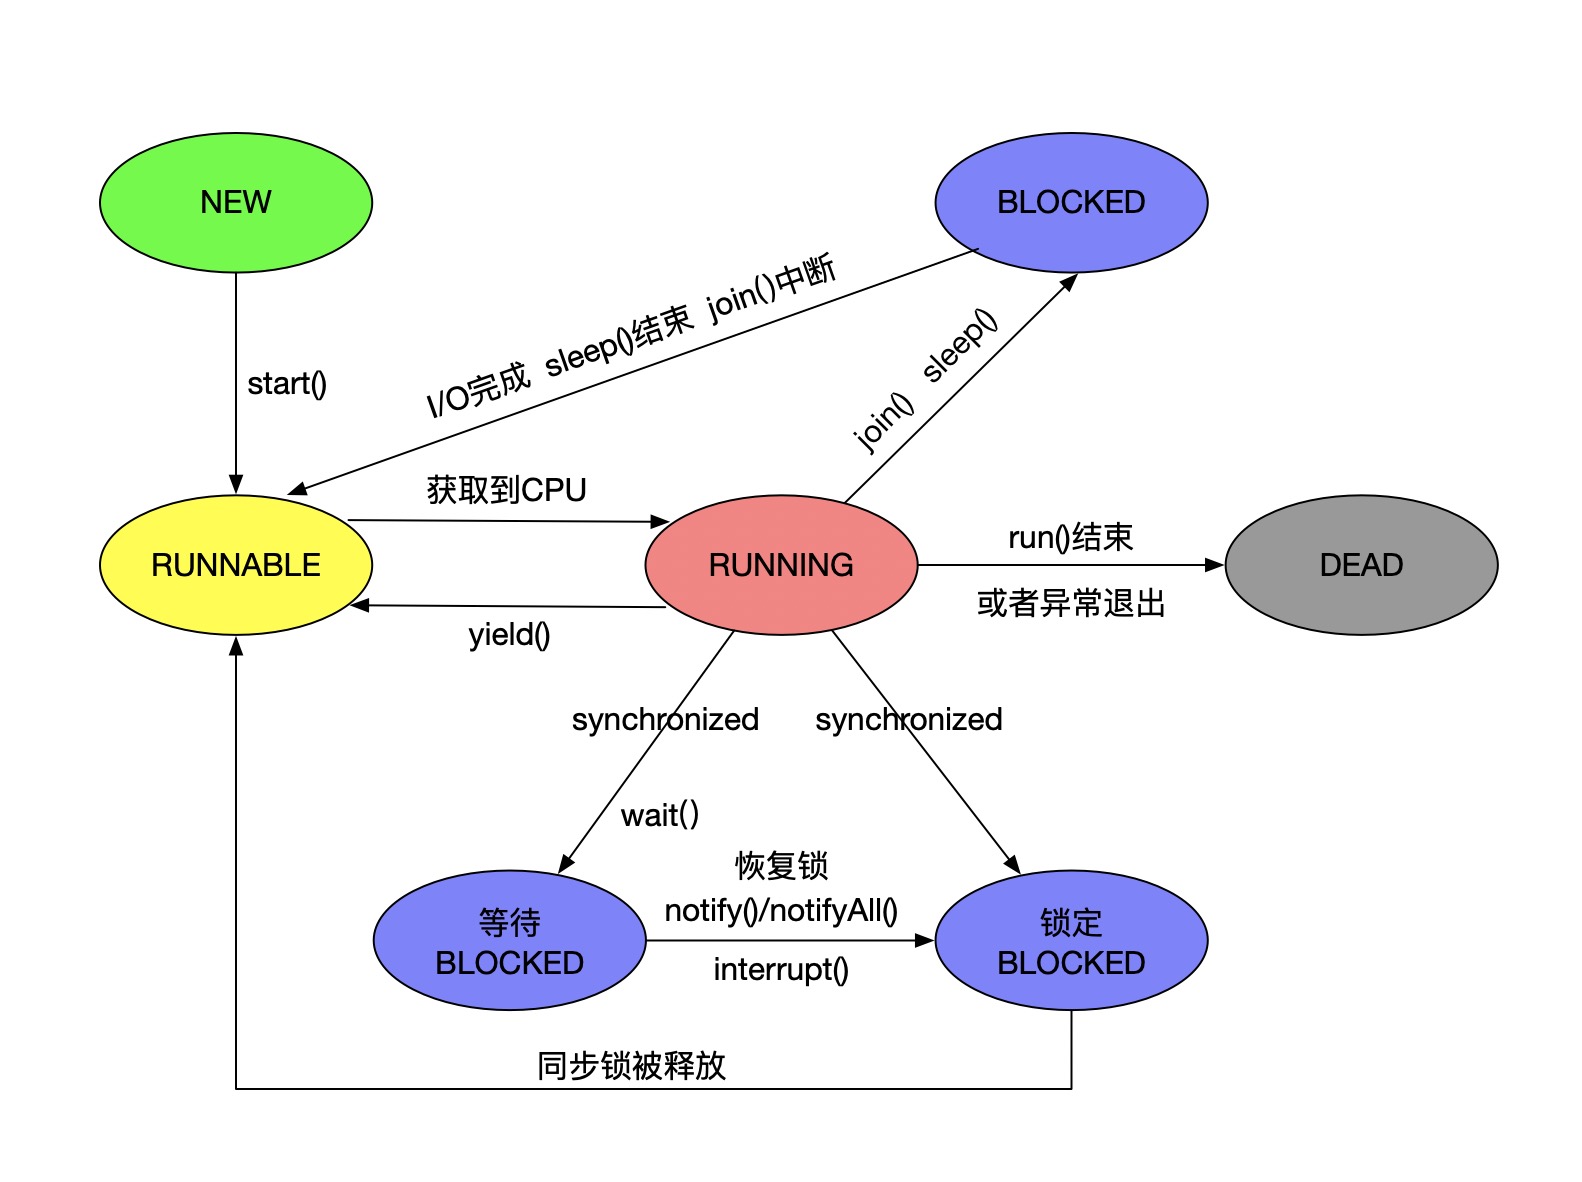 NEW
BLOCKED
I/O完成 sleep()结束 join()中断
join() sleep()
start()
获取到CPU
RUNNABLE
RUNNING
run()结束
或者异常退出
DEAD
yield()
synchronized
synchronized
wait()
恢复锁
notify()/notifyAll()
interrupt()
等待
BLOCKED
锁定
BLOCKED
同步锁被释放